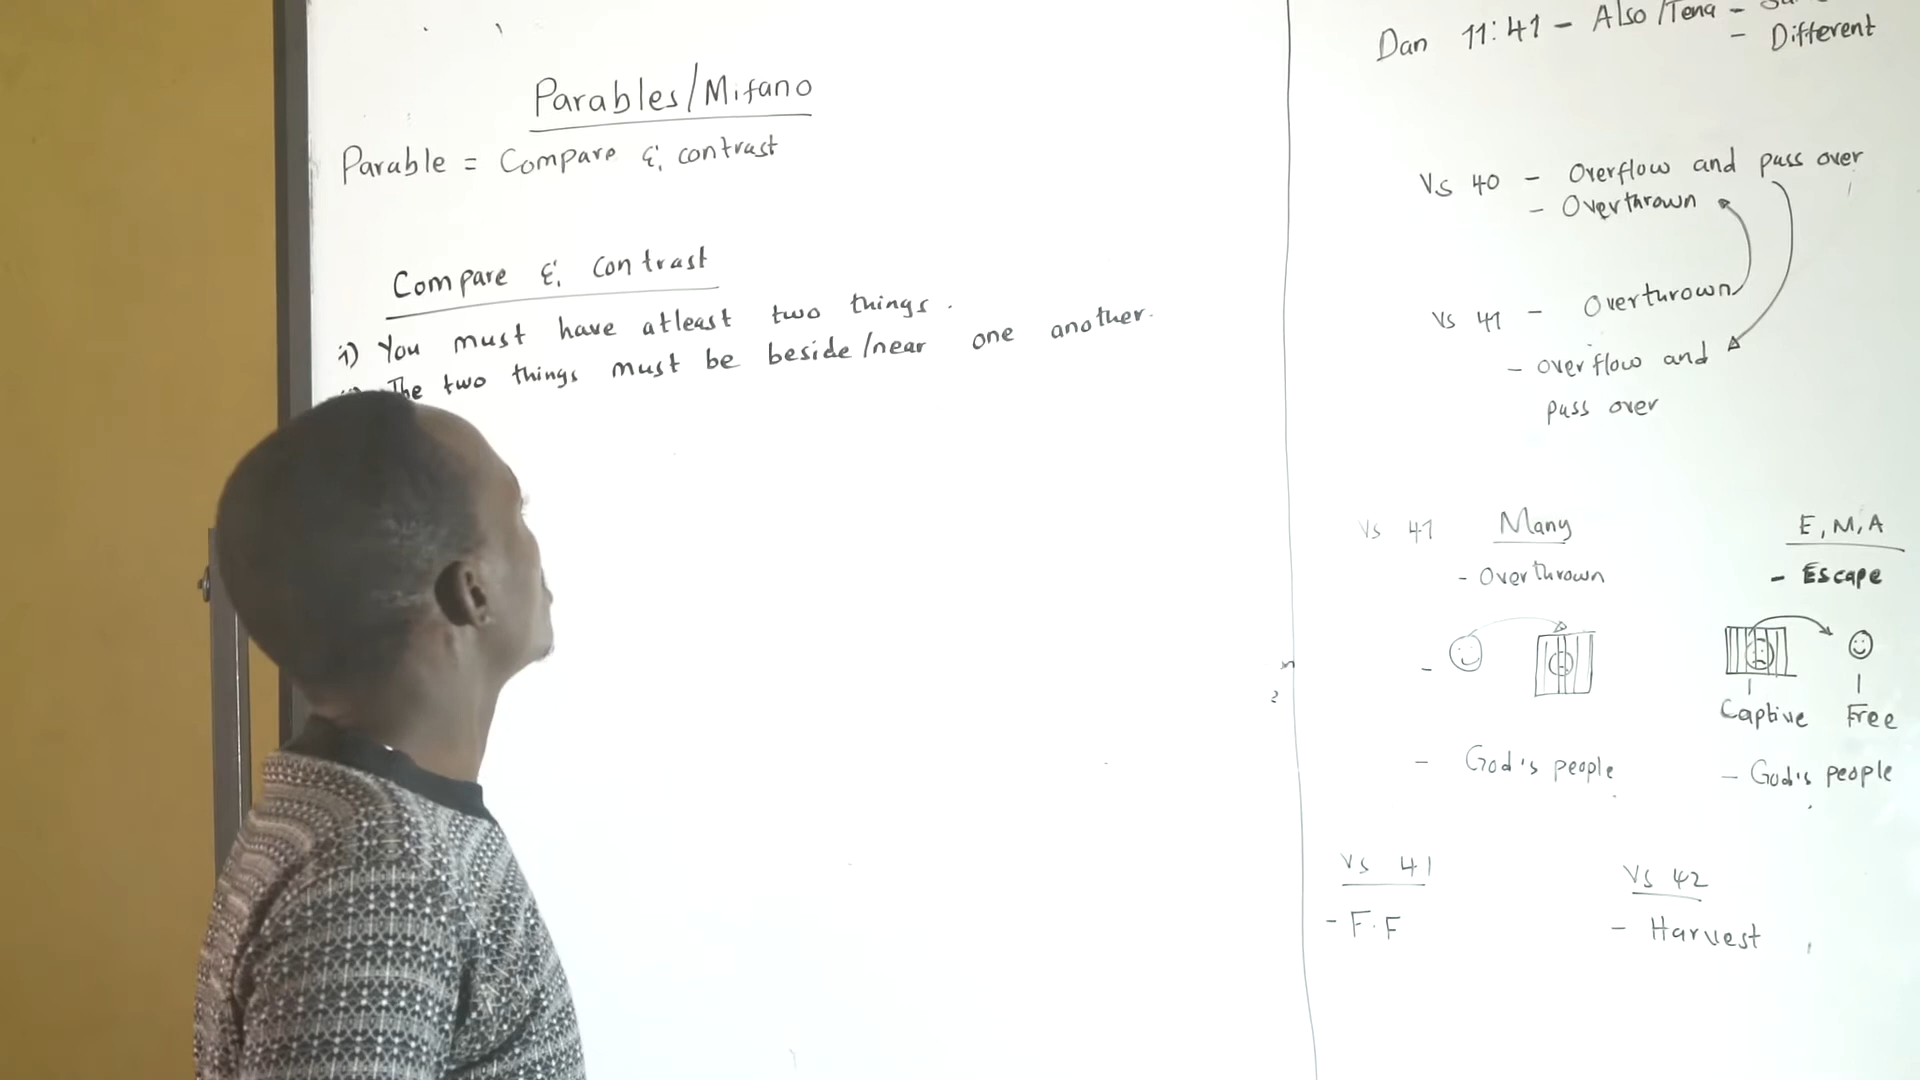 Parables/Mifano
Parable = Compare & contrast
Compare & contrast
i) You must have atleast two things.
The two things must be beside/near one another.
Dan 11:41 - Also/Tena -
- Different
Vs 40 - Overflow and pass over
- Overthrown
Vs 41 - Overthrown
- overflow and
pass over
Vs 41 Many
- Overthrown
- God's people
E, M, A
- Escape
Captive Free
- God's people
Vs 41
- F.F
Vs 42
- Harvest